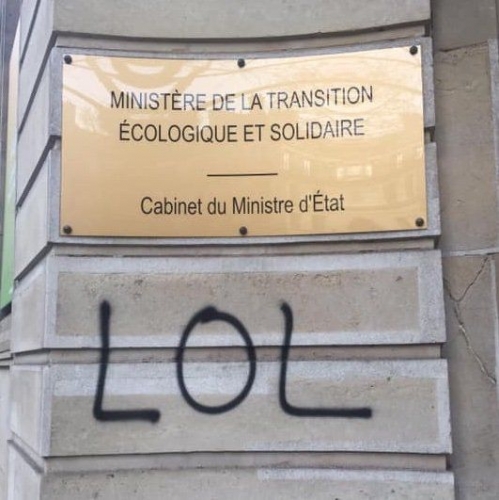 MINISTÈRE DE LA TRANSITION
ÉCOLOGIQUE ET SOLIDAIRE
Cabinet du Ministre d'État
LOL